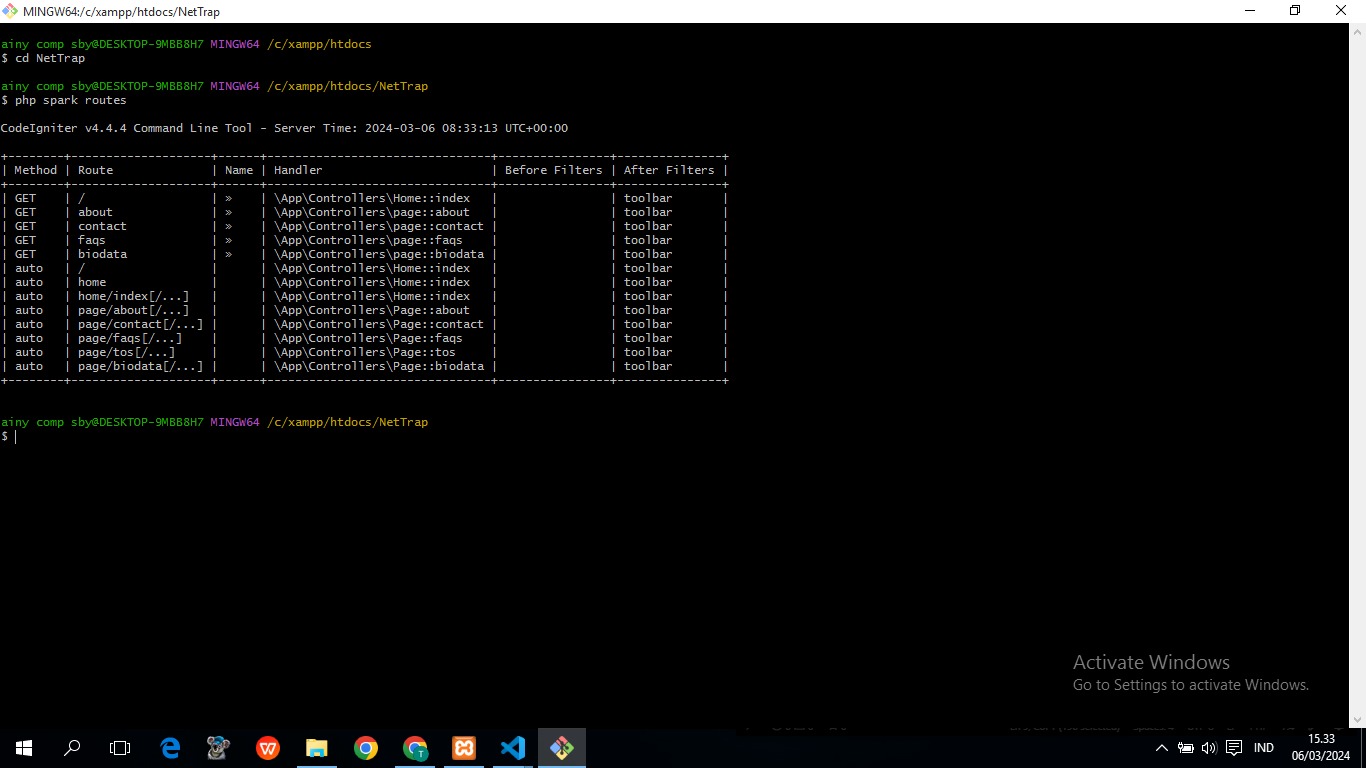 MINGW64:/c/xampp/htdocs/NetTrap
ainy comp sby@DESKTOP-9MBB8H7 MINGW64 /c/xampp/htdocs
$ cd NetTrap
ainy comp sby@DESKTOP-9MBB8H7 MINGW64 /c/xampp/htdocs/NetTrap
$ php spark routes
CodeIgniter v4.4.4 Command Line Tool - Server Time: 2024-03-06 08:33:13 UTC+00:00
+--------+--------------------+------+--------------------------------+----------------+---------------+
| Method | Route | Name | Handler | Before Filters | After Filters |
+--------+--------------------+------+--------------------------------+----------------+---------------+
| GET | / | » | \App\Controllers\Home::index | | toolbar |
| GET | about | » | \App\Controllers\page::about | | toolbar |
| GET | contact | » | \App\Controllers\page::contact | | toolbar |
| GET | faqs | » | \App\Controllers\page::faqs | | toolbar |
| GET | biodata | » | \App\Controllers\page::biodata | | toolbar |
| auto | / | | \App\Controllers\Home::index | | toolbar |
| auto | home | | \App\Controllers\Home::index | | toolbar |
| auto | home/index[/...] | | \App\Controllers\Home::index | | toolbar |
| auto | page/about[/...] | | \App\Controllers\Page::about | | toolbar |
| auto | page/contact[/...] | | \App\Controllers\Page::contact | | toolbar |
| auto | page/faqs[/...] | | \App\Controllers\Page::faqs | | toolbar |
| auto | page/tos[/...] | | \App\Controllers\Page::tos | | toolbar |
| auto | page/biodata[/...] | | \App\Controllers\Page::biodata | | toolbar |
+--------+--------------------+------+--------------------------------+----------------+---------------+
ainy comp sby@DESKTOP-9MBB8H7 MINGW64 /c/xampp/htdocs/NetTrap
$
Activate Windows
Go to Settings to activate Windows.
W
T
IND
15.33
06/03/2024